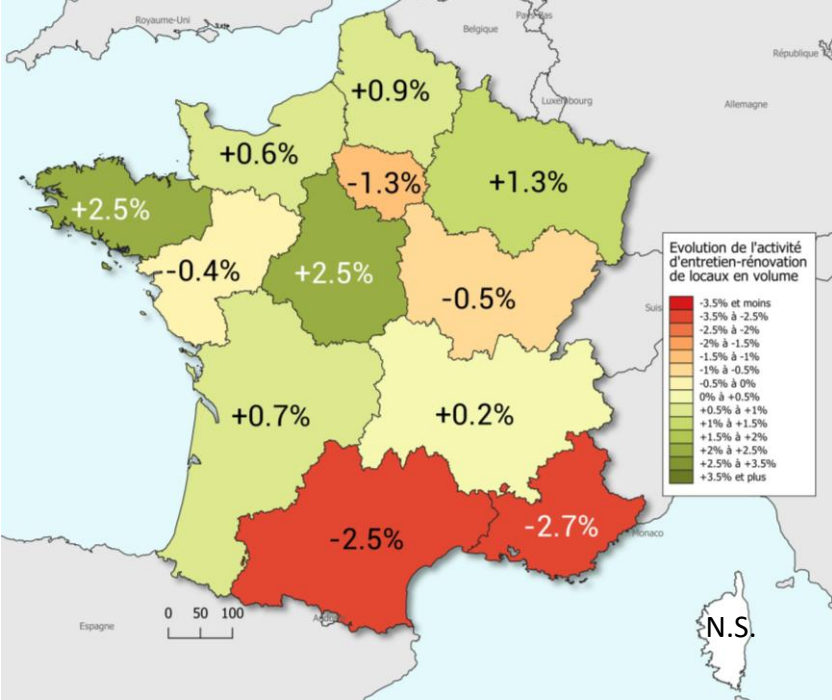 Royaume-Uni
Pays-Bas
Belgique
République
+0.9%
Luxembourg
Allemagne
+0.6%
-1.3%
+1.3%
+2.5%
-0.4%
+2.5%
-0.5%
Evolution de l'activité
d'entretien-rénovation
de locaux en volume
-3.5% et moins
-3.5% à -2.5%
-2.5% à -2%
-2% à -1.5%
-1.5% à -1%
-1% à -0.5%
-0.5% à 0%
0% à +0.5%
+0.5% à +1%
+1% à +1.5%
+1.5% à +2%
+2% à +2.5%
+2.5% à +3.5%
+3.5% et plus
Suis
+0.7%
+0.2%
-2.5%
-2.7%
Monaco
0 50 100
Espagne
N.S.